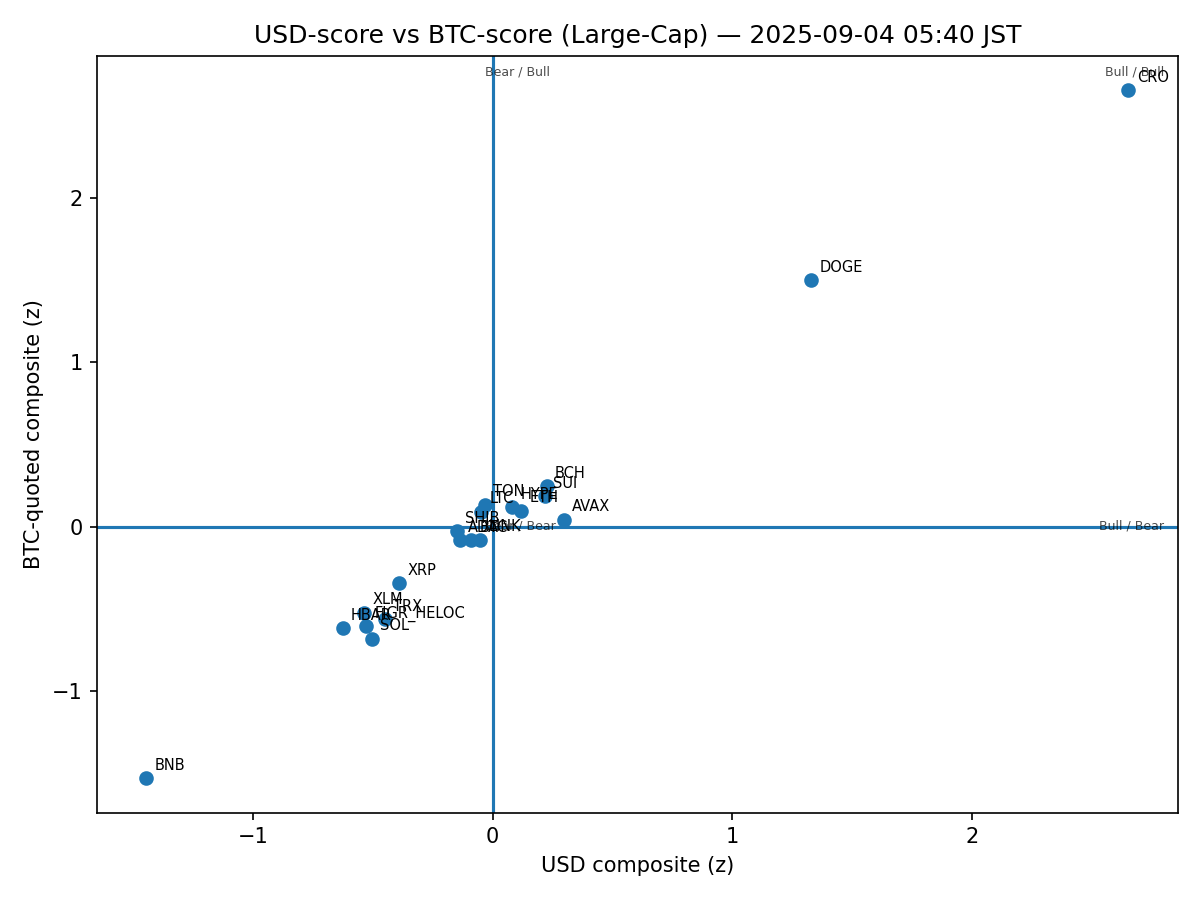 USD-score vs BTC-score (Large-Cap) — 2025-09-04 05:40 JST
Bear / Bull
Bull / Bull
CRO
2
DOGE
1
BTC-quoted composite (z)
BCH
SUI
TON
HYPE
LTC
ETH
AVAX
SHIB
0
/ Bear
Bull / Bear
XRP
XLM
TRX
FIGR_HELOC
HBAR
SOL
−1
BNB
−1
0
1
2
USD composite (z)